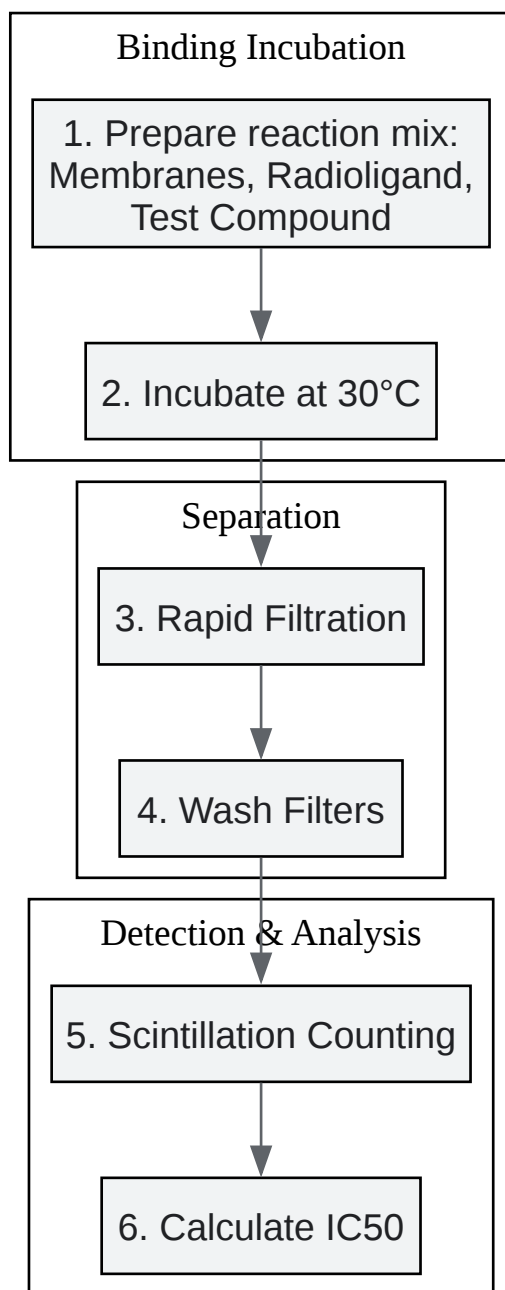 Binding Incubation
1. Prepare reaction mix:
Membranes, Radioligand,
Test Compound
2. Incubate at 30°C
Separation
3. Rapid Filtration
4. Wash Filters
Detection & Analysis
5. Scintillation Counting
6. Calculate IC50